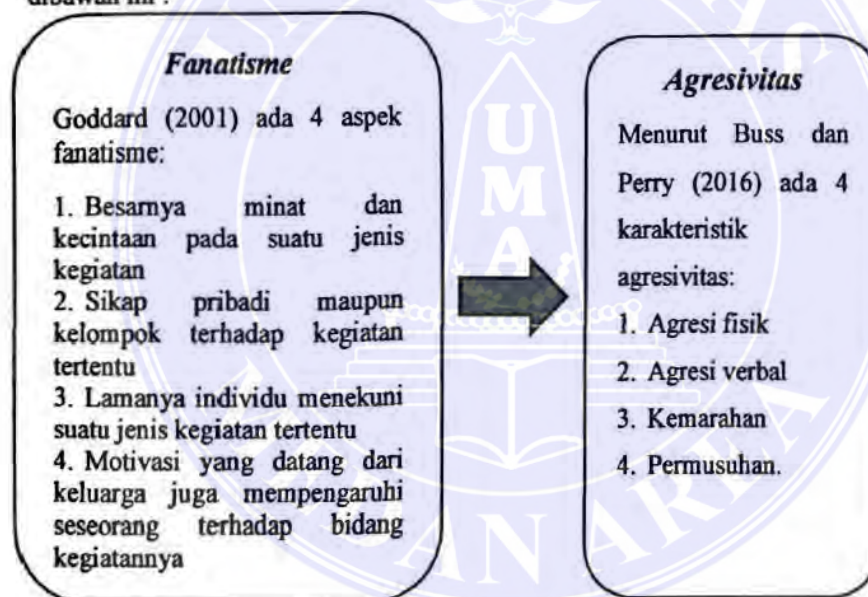 Fanatisme
Goddard (2001) ada 4 aspek
fanatisme:
1. Besarnya minat dan
kecintaan pada suatu jenis
kegiatan
2. Sikap pribadi maupun
kelompok terhadap kegiatan
tertentu
3. Lamanya individu menekuni
suatu jenis kegiatan tertentu
4. Motivasi yang datang dari
keluarga juga mempengaruhi
seseorang terhadap bidang
kegiatannya
Agresivitas
Menurut Buss dan
Perry (2016) ada 4
karakteristik
agresivitas:
1. Agresi fisik
2. Agresi verbal
3. Kemarahan
4. Permusuhan.
UMA